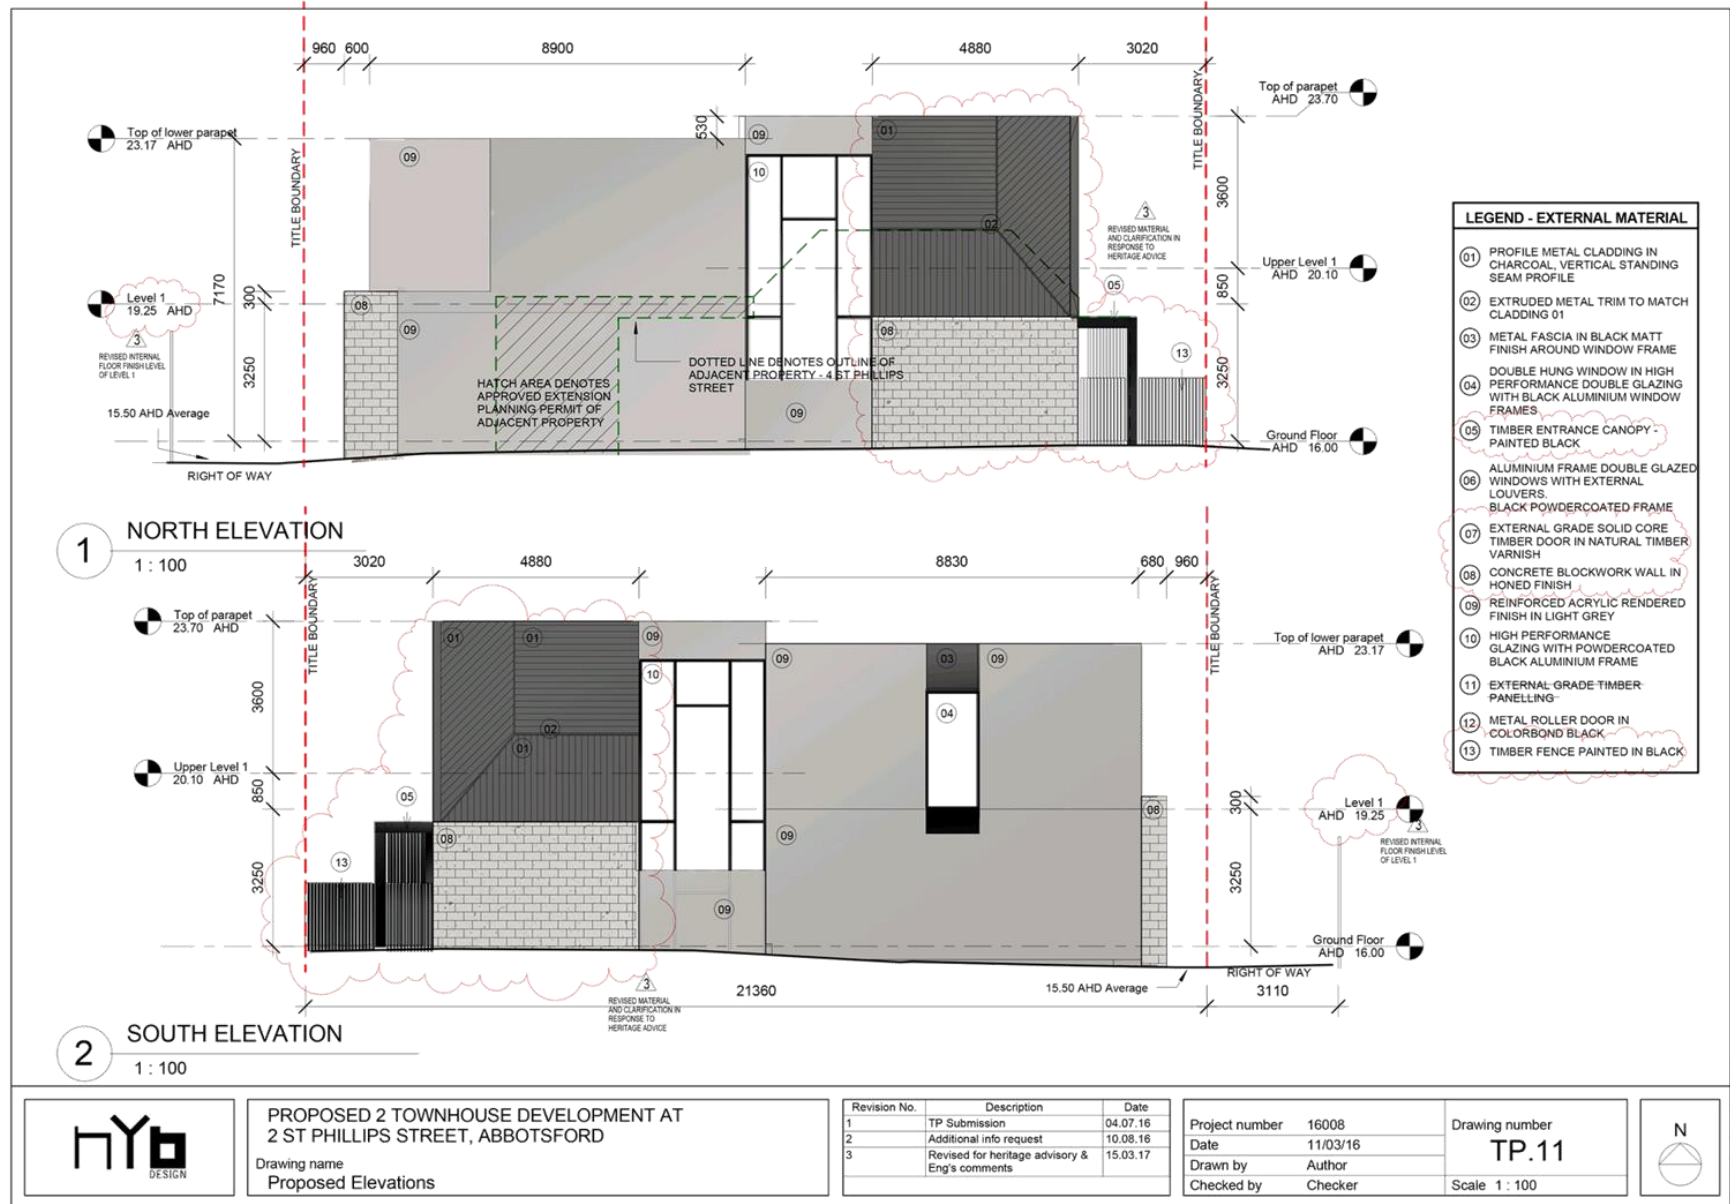 960 600 8900 4880 3020
Top of parapet
AHD 23.70
Top of lower parapet
23.17 AHD
TITLE BOUNDARY
TITLE BOUNDARY
530
09
09
10
01
02
3600
3
REVISED MATERIAL
AND CLARIFICATION IN
RESPONSE TO
HERITAGE ADVICE
Upper Level 1
AHD 20.10
850
05
7170
300
Level 1
19.25 AHD
3
REVISED INTERNAL
FLOOR FINISH LEVEL
OF LEVEL 1
08
09
08
13
3250
3250
DOTTED LINE DENOTES OUTLINE OF
ADJACENT PROPERTY - 4 ST PHILLIPS
STREET
HATCH AREA DENOTES
APPROVED EXTENSION
PLANNING PERMIT OF
ADJACENT PROPERTY
09
15.50 AHD Average
Ground Floor
AHD 16.00
RIGHT OF WAY
1
NORTH ELEVATION
1 : 100
3020 4880 8830 680 960
TITLE BOUNDARY
TITLE BOUNDARY
Top of parapet
23.70 AHD
Top of lower parapet
AHD 23.17
01
01
09
10
09
03
09
04
02
01
3600
Upper Level 1
20.10 AHD
850
05
08
09
08
300
Level 1
AHD 19.25
3
REVISED INTERNAL
FLOOR FINISH LEVEL
OF LEVEL 1
13
3250
3250
09
Ground Floor
AHD 16.00
RIGHT OF WAY
15.50 AHD Average
3
REVISED MATERIAL
AND CLARIFICATION IN
RESPONSE TO
HERITAGE ADVICE
21360
3110
2
SOUTH ELEVATION
1 : 100
LEGEND - EXTERNAL MATERIAL
01 PROFILE METAL CLADDING IN
CHARCOAL, VERTICAL STANDING
SEAM PROFILE
02 EXTRUDED METAL TRIM TO MATCH
CLADDING 01
03 METAL FASCIA IN BLACK MATT
FINISH AROUND WINDOW FRAME
04 DOUBLE HUNG WINDOW IN HIGH
PERFORMANCE DOUBLE GLAZING
WITH BLACK ALUMINIUM WINDOW
FRAMES
05 TIMBER ENTRANCE CANOPY -
PAINTED BLACK
06 ALUMINIUM FRAME DOUBLE GLAZED
WINDOWS WITH EXTERNAL
LOUVERS.
BLACK POWDERCOATED FRAME
07 EXTERNAL GRADE SOLID CORE
TIMBER DOOR IN NATURAL TIMBER
VARNISH
08 CONCRETE BLOCKWORK WALL IN
HONED FINISH
09 REINFORCED ACRYLIC RENDERED
FINISH IN LIGHT GREY
10 HIGH PERFORMANCE
GLAZING WITH POWDERCOATED
BLACK ALUMINIUM FRAME
11 EXTERNAL GRADE TIMBER
PANELLING
12 METAL ROLLER DOOR IN
COLORBOND BLACK
13 TIMBER FENCE PAINTED IN BLACK
hYb
DESIGN
PROPOSED 2 TOWNHOUSE DEVELOPMENT AT
2 ST PHILLIPS STREET, ABBOTSFORD
Drawing name
Proposed Elevations
Revision No. Description Date
1 TP Submission 04.07.16
2 Additional info request 10.08.16
3 Revised for heritage advisory & 15.03.17
Eng's comments
Project number 16008
Date 11/03/16
Drawn by Author
Checked by Checker
Drawing number
TP.11
Scale 1 : 100
N